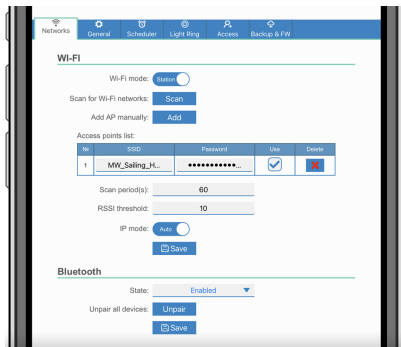 Networks General Scheduler Light Ring Access Backup & FW
WI-FI
Wi-Fi mode: Station
Scan for Wi-Fi networks: Scan
Add AP manually: Add
Access points list:
№ SSID Password Use Delete
1 MW_Sailing_H... •••••••••••...
Scan period(s): 60
RSSI threshold: 10
IP mode: Auto
Save
Bluetooth
State: Enabled
Unpair all devices: Unpair
Save